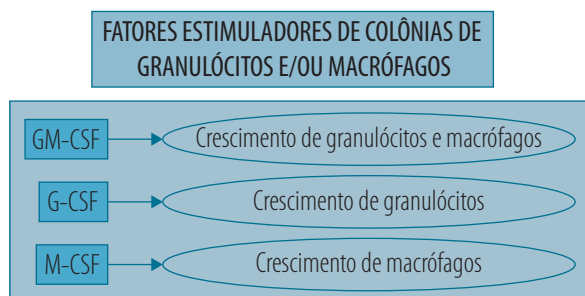 FATORES ESTIMULADORES DE COLÔNIAS DE
GRANULÓCITOS E/OU MACRÓFAGOS
GM-CSF Crescimento de granulócitos e macrófagos
G-CSF Crescimento de granulócitos
M-CSF Crescimento de macrófagos